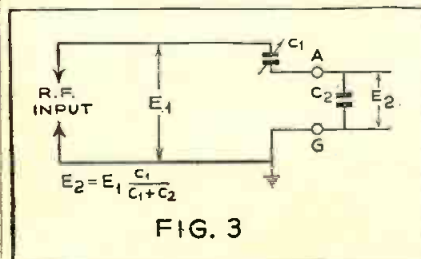 C1
A
R.F.
INPUT
E1
C2
E2
G
E2 = E1 C1/C1+C2
FIG. 3